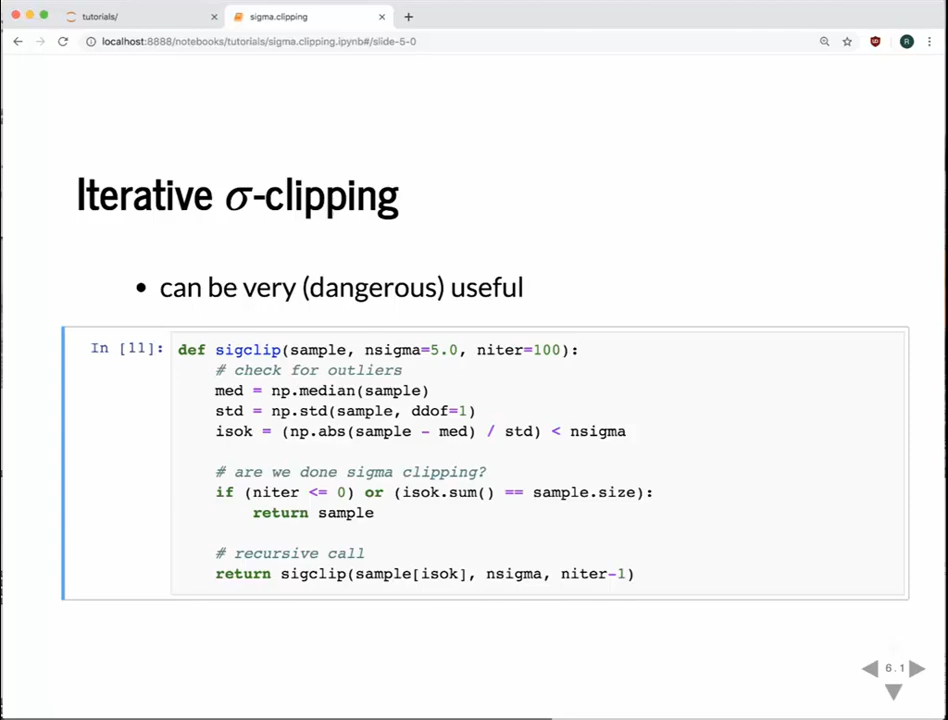 tutorials/
sigma.clipping
localhost:8888/notebooks/tutorials/sigma.clipping.ipynb#/slide-5-0
R
Iterative σ-clipping
• can be very (dangerous) useful
In [11]:
def sigclip(sample, nsigma=5.0, niter=100):
# check for outliers
med = np.median(sample)
std = np.std(sample, ddof=1)
isok = (np.abs(sample - med) / std) < nsigma
# are we done sigma clipping?
if (niter <= 0) or (isok.sum() == sample.size):
return sample
# recursive call
return sigclip(sample[isok], nsigma, niter-1)
6.1